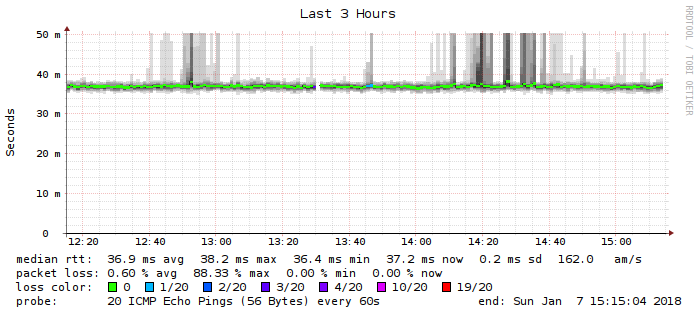 Last 3 Hours
RRDTOOL / TOBI OETIKER
Seconds
50 m
40 m
30 m
20 m
10 m
0
12:20 12:40 13:00 13:20 13:40 14:00 14:20 14:40 15:00
median rtt: 36.9 ms avg 38.2 ms max 36.4 ms min 37.2 ms now 0.2 ms sd 162.0 am/s
packet loss: 0.60 % avg 88.33 % max 0.00 % min 0.00 % now
loss color: 0 1/20 2/20 3/20 4/20 10/20 19/20
probe: 20 ICMP Echo Pings (56 Bytes) every 60s end: Sun Jan 7 15:15:04 2018